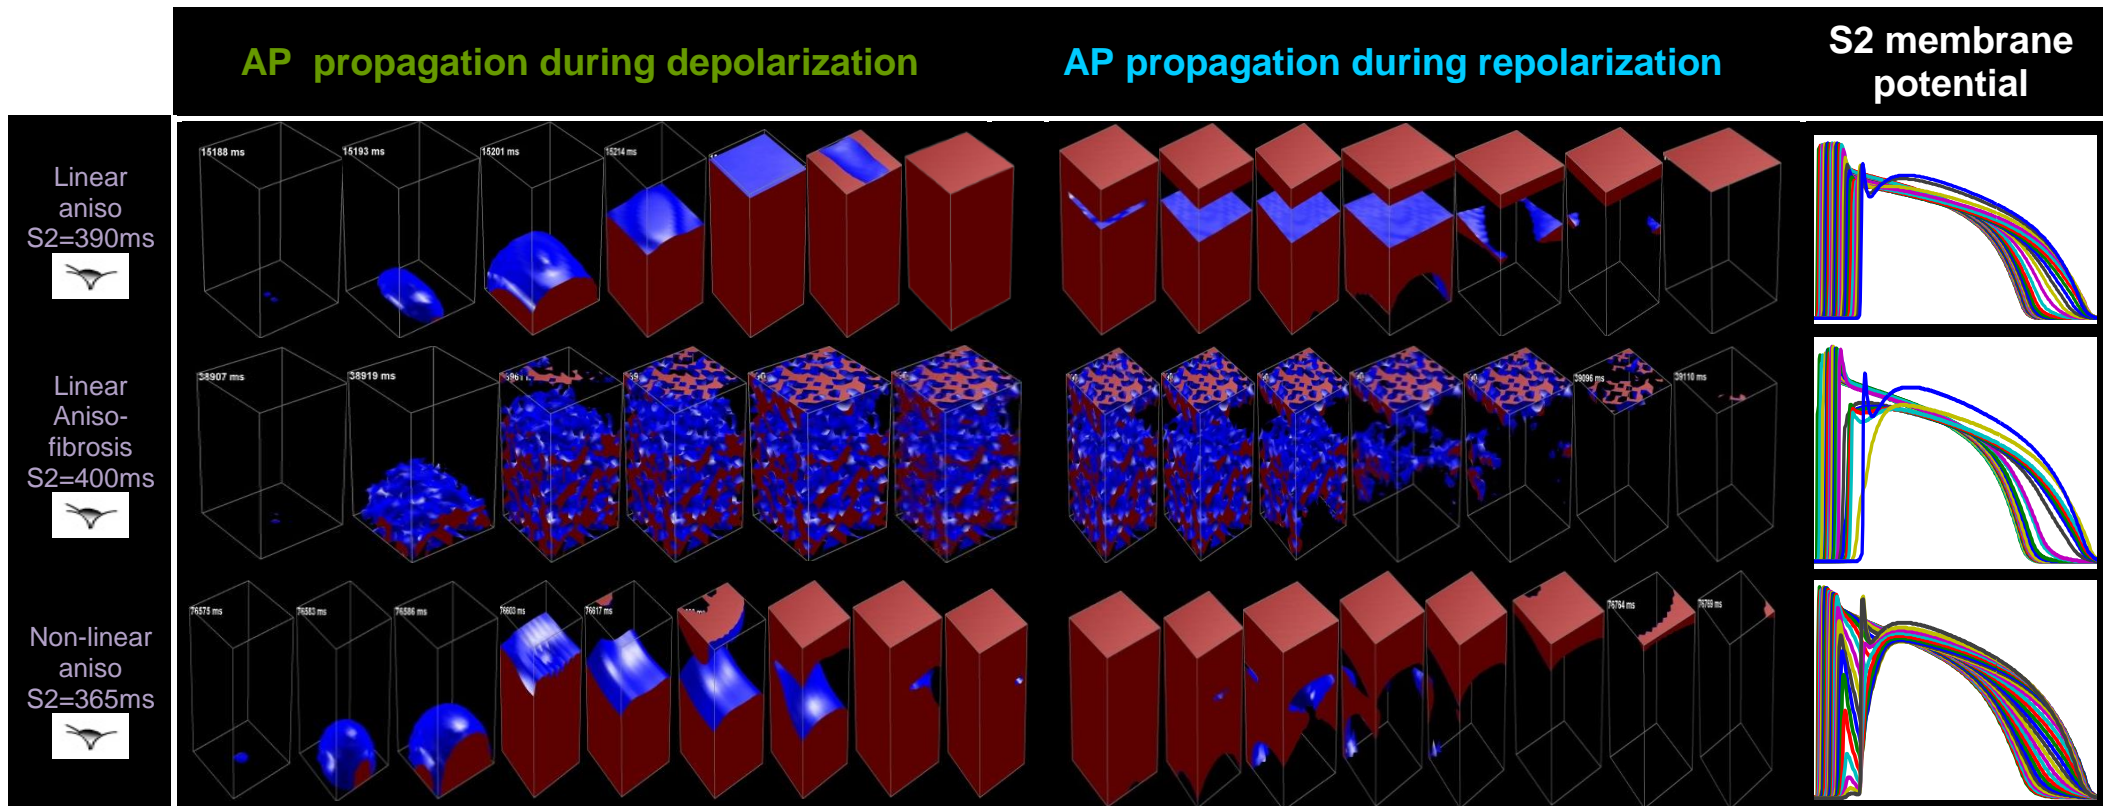 AP propagation during depolarization
AP propagation during repolarization
S2 membrane
potential
Linear
aniso
S2=390ms
15188 ms
15193 ms
15201 ms
15214 ms
Linear
Aniso-
fibrosis
S2=400ms
38907 ms
38919 ms
39096 ms
39110 ms
Non-linear
aniso
S2=365ms
76575 ms
76583 ms
76586 ms
76603 ms
76617 ms
76764 ms
76769 ms